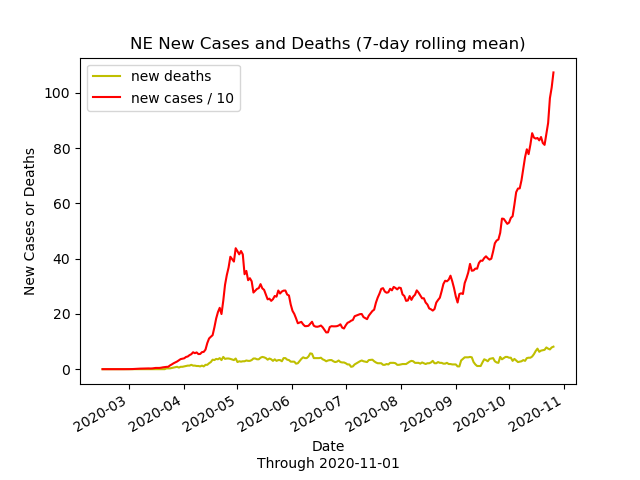 NE New Cases and Deaths (7-day rolling mean)
new deaths
new cases / 10
100
80
60
40
20
0
New Cases or Deaths
2020-03
2020-04
2020-05
2020-06
2020-07
2020-08
2020-09
2020-10
2020-11
Date
Through 2020-11-01